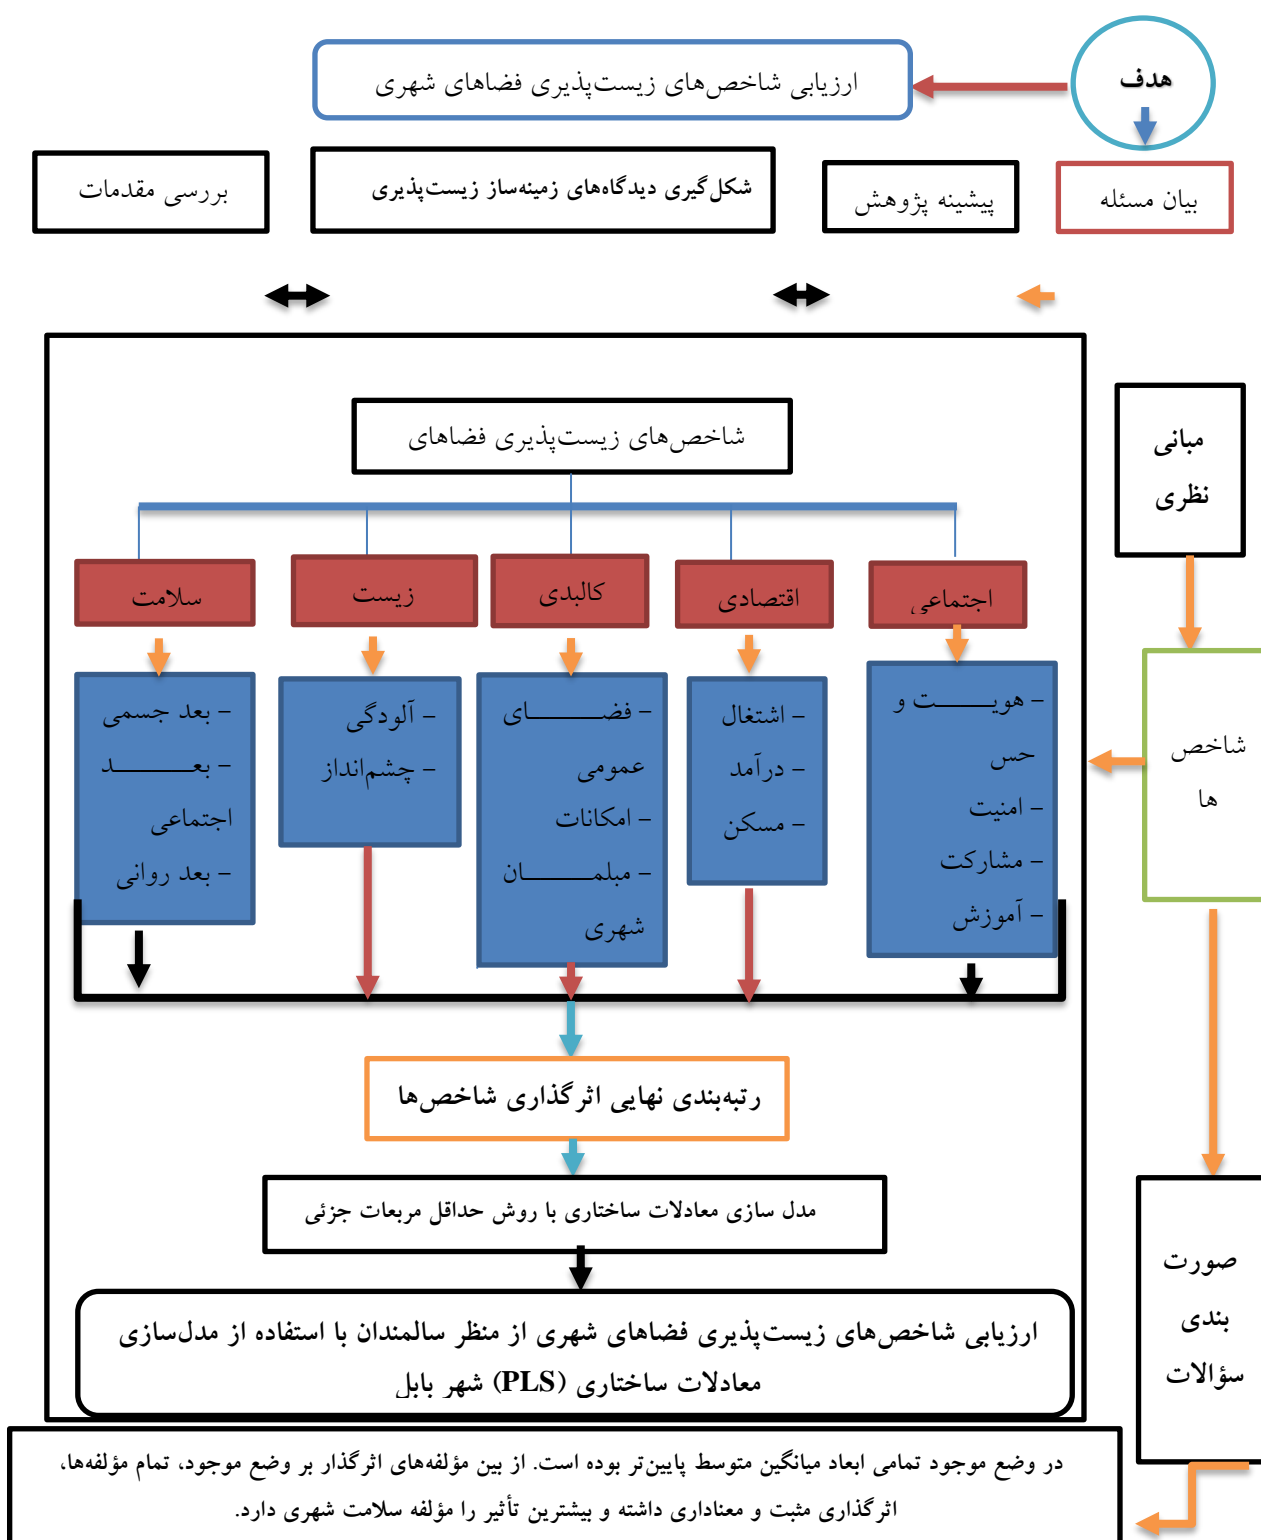 هدف
ارزیابی شاخص‌های زیست‌پذیری فضاهای شهری
بیان مسئله
پیشینه پژوهش
شکل‌گیری دیدگاه‌های زمینه‌ساز زیست‌پذیری
بررسی مقدمات
مبانی
نظری
شاخص‌های زیست‌پذیری فضاهای
اجتماعی
اقتصادی
کالبدی
زیست
سلامت
- هویت و
حس
- امنیت
- مشارکت
- آموزش
- اشتغال
- درآمد
- مسکن
- فضای
عمومی
- امکانات
- مبلمان
شهری
- آلودگی
- چشم‌انداز
- بعد جسمی
- بعد
اجتماعی
- بعد روانی
شاخص
ها
رتبه‌بندی نهایی اثرگذاری شاخص‌ها
مدل سازی معادلات ساختاری با روش حداقل مربعات جزئی
ارزیابی شاخص‌های زیست‌پذیری فضاهای شهری از منظر سالمندان با استفاده از مدل‌سازی
معادلات ساختاری (PLS) شهر بابل
صورت
بندی
سؤالات
در وضع موجود تمامی ابعاد میانگین متوسط پایین‌تر بوده است. از بین مؤلفه‌های اثرگذار بر وضع موجود، تمام مؤلفه‌ها،
اثرگذاری مثبت و معناداری داشته و بیشترین تأثیر را مؤلفه سلامت شهری دارد.